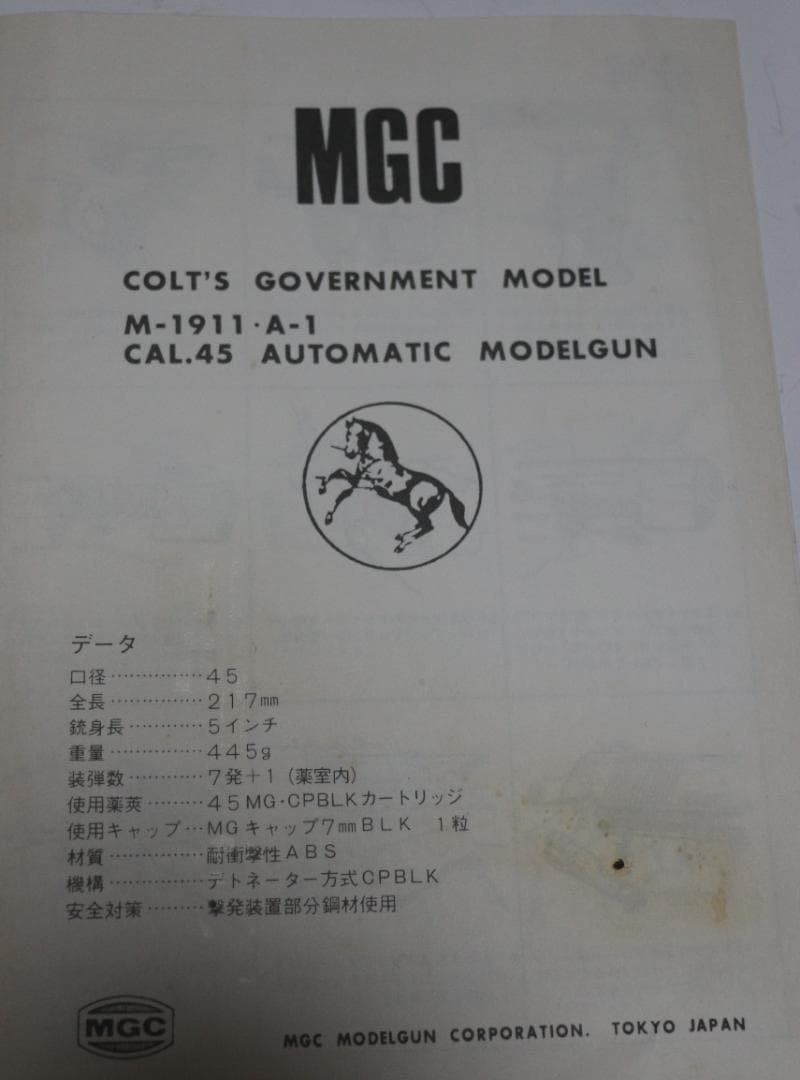 MGC
COLT'S GOVERNMENT MODEL
M-1911・A-1
CAL.45 AUTOMATIC MODELGUN
データ
口径‥‥‥‥‥‥‥45
全長‥‥‥‥‥‥‥217mm
銃身長‥‥‥‥‥‥5インチ
重量‥‥‥‥‥‥‥445g
装弾数‥‥‥‥‥‥7発+1(薬室内)
使用薬莢‥‥‥‥‥45MG・CPBLKカートリッジ
使用キャップ‥‥MGキャップ7mmBLK 1粒
材質‥‥‥‥‥‥‥耐衝撃性ABS
機構‥‥‥‥‥‥‥デトネーター方式CPBLK
安全対策‥‥‥‥‥撃発装置部分鋼材使用
MGC
MGC MODELGUN CORPORATION. TOKYO JAPAN